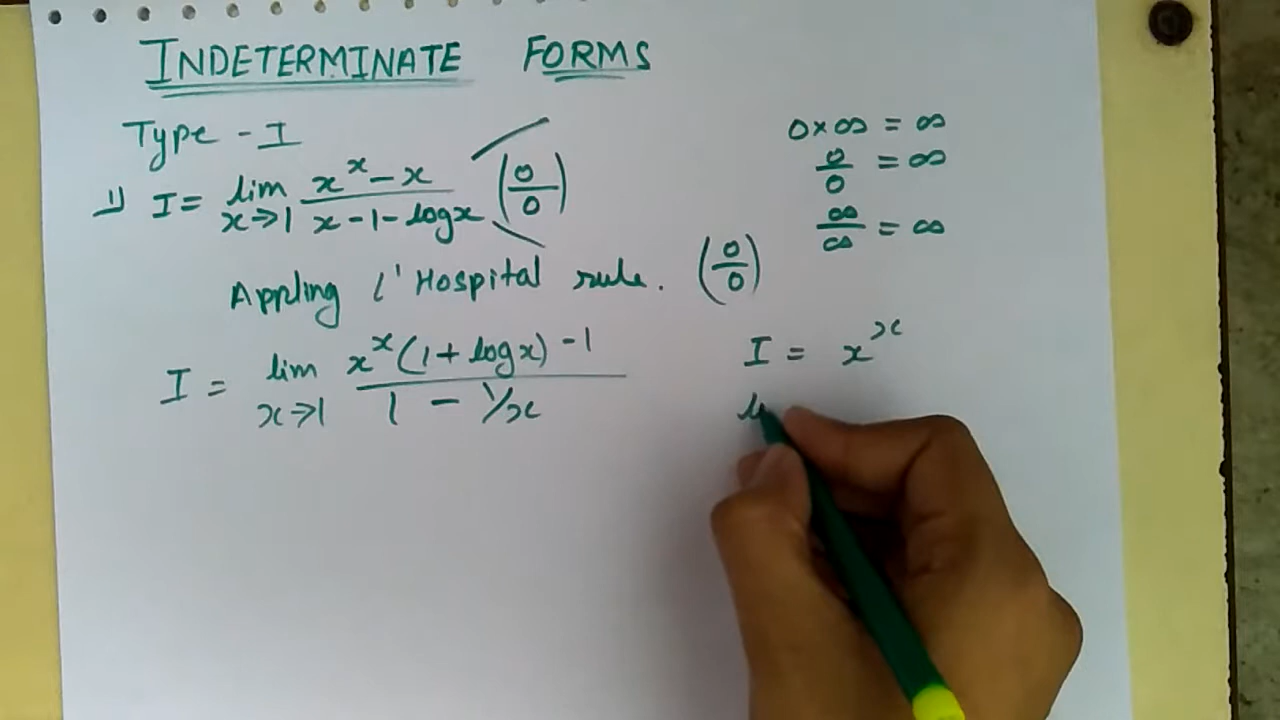 INDETERMINATE FORMS
Type - I
1) I = lim x→1 (x^x - x)/(x - 1 - log x) (0/0)
0 × ∞ = ∞
0/0 = ∞
∞/∞ = ∞
Appling l'Hospital rule. (0/0)
I = lim x→1 (x^x (1 + log x) - 1)/(1 - 1/x)
I = x^x